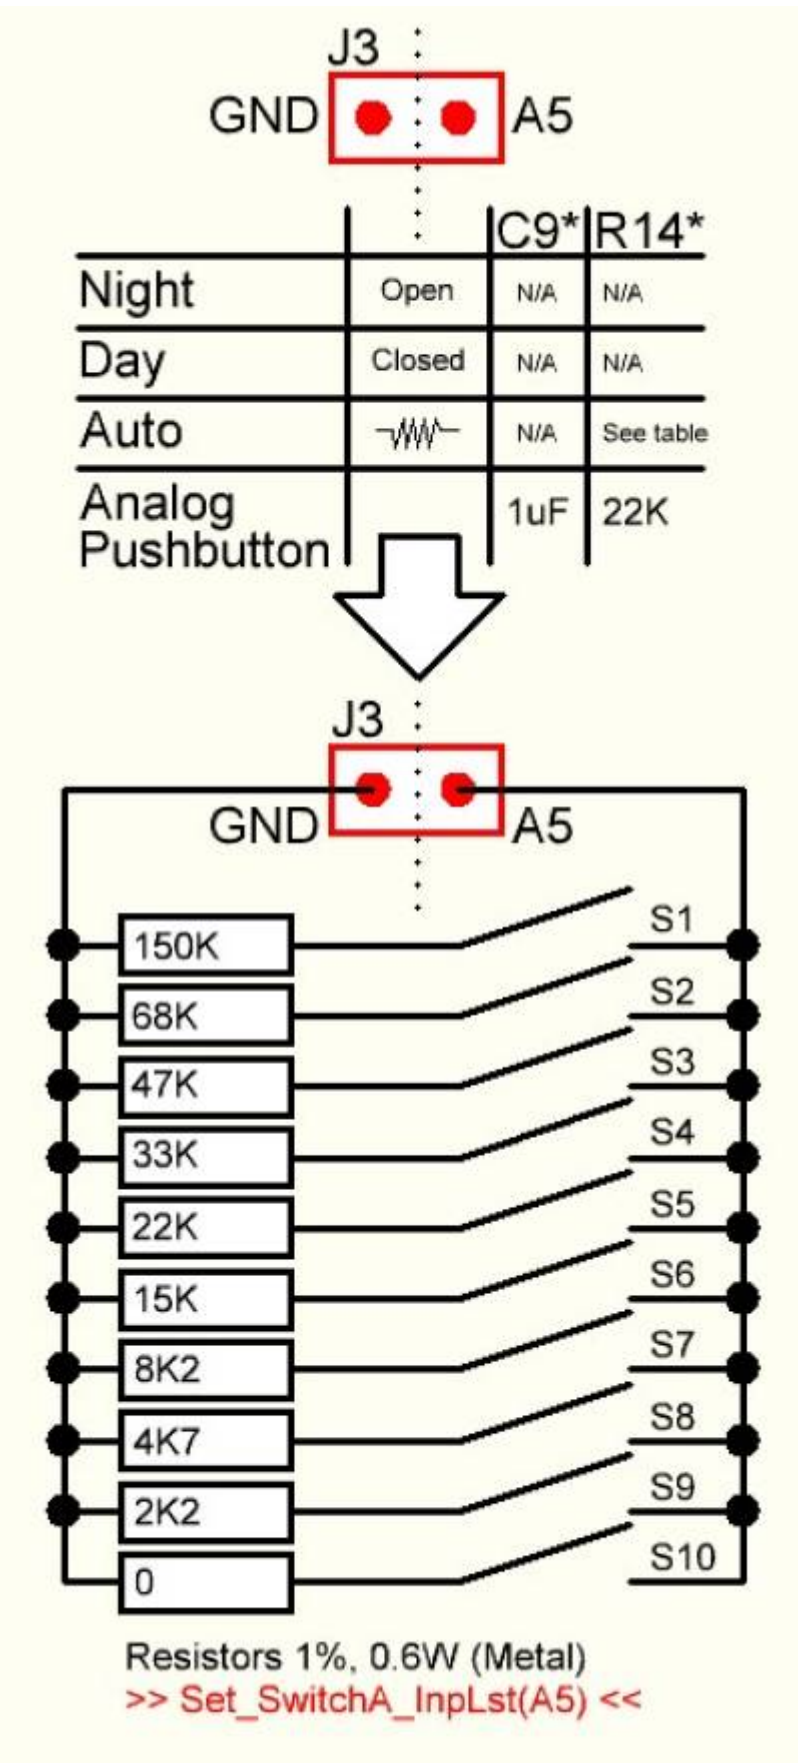 J3
GND A5
C9* R14*
Night Open N/A N/A
Day Closed N/A N/A
Auto N/A See table
Analog
Pushbutton 1uF 22K
J3
GND A5
150K S1
68K S2
47K S3
33K S4
22K S5
15K S6
8K2 S7
4K7 S8
2K2 S9
0 S10
Resistors 1%, 0.6W (Metal)
>> Set_SwitchA_InpLst(A5) <<